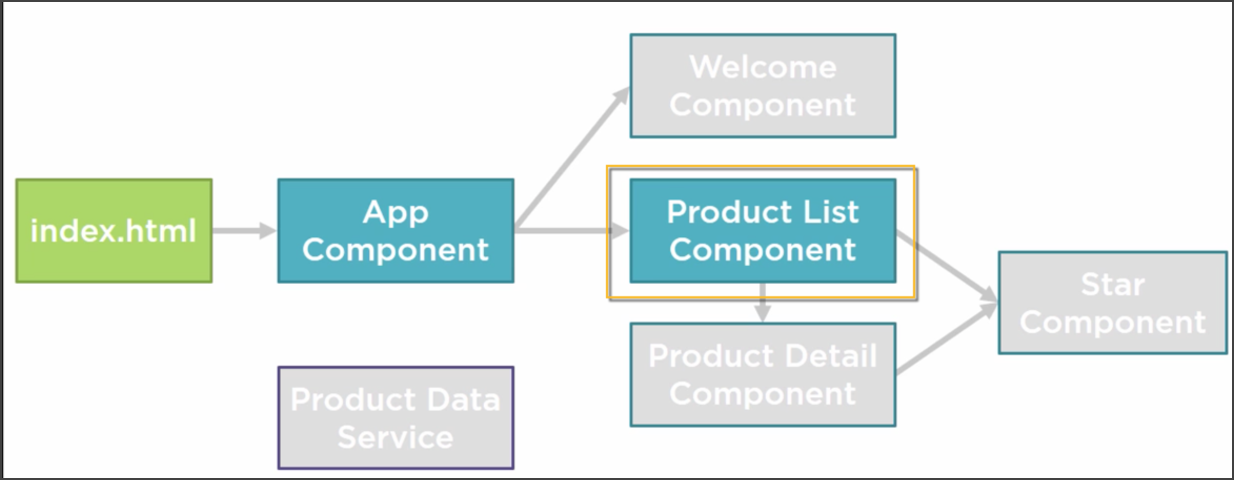 Welcome
Component
index.html
App
Component
Product List
Component
Star
Component
Product Detail
Component
Product Data
Service